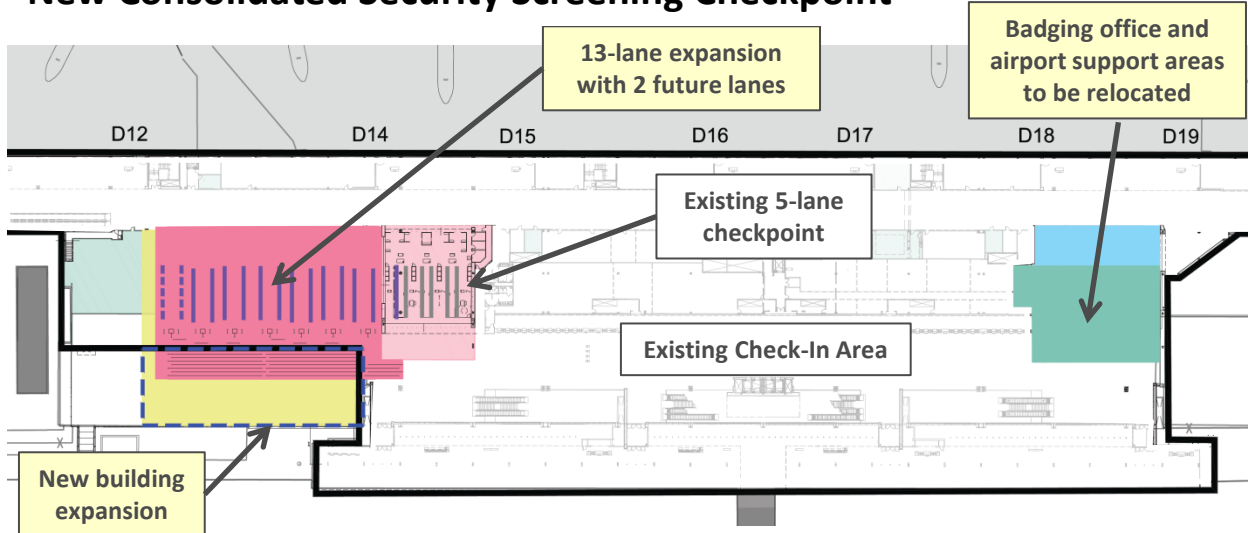 New Consolidated Security Screening Checkpoint
13-lane expansion
with 2 future lanes
Badging office and
airport support areas
to be relocated
D12
D14
D15
D16
D17
D18
D19
Existing 5-lane
checkpoint
Existing Check-In Area
New building
expansion